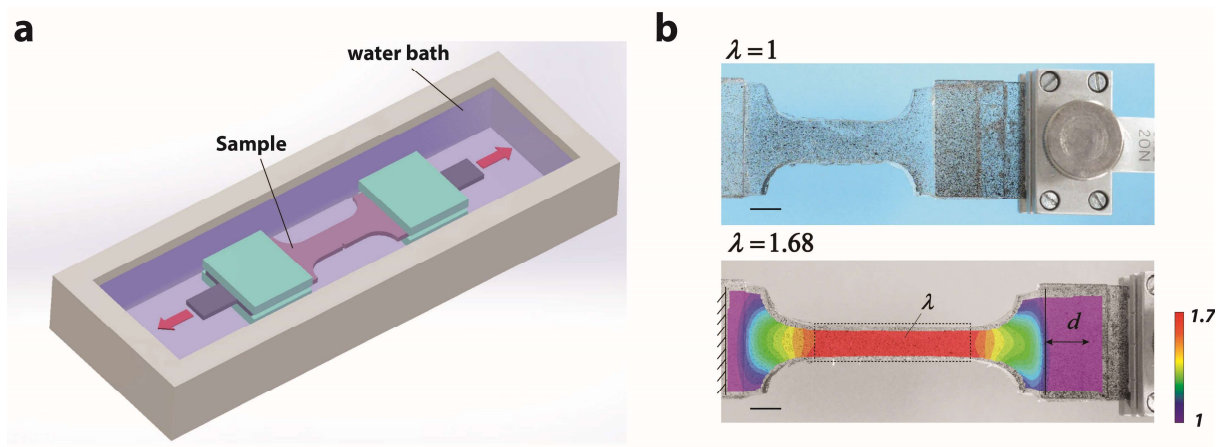 a
water bath
Sample
b
λ = 1
20N
λ = 1.68
λ
d
1.7
1